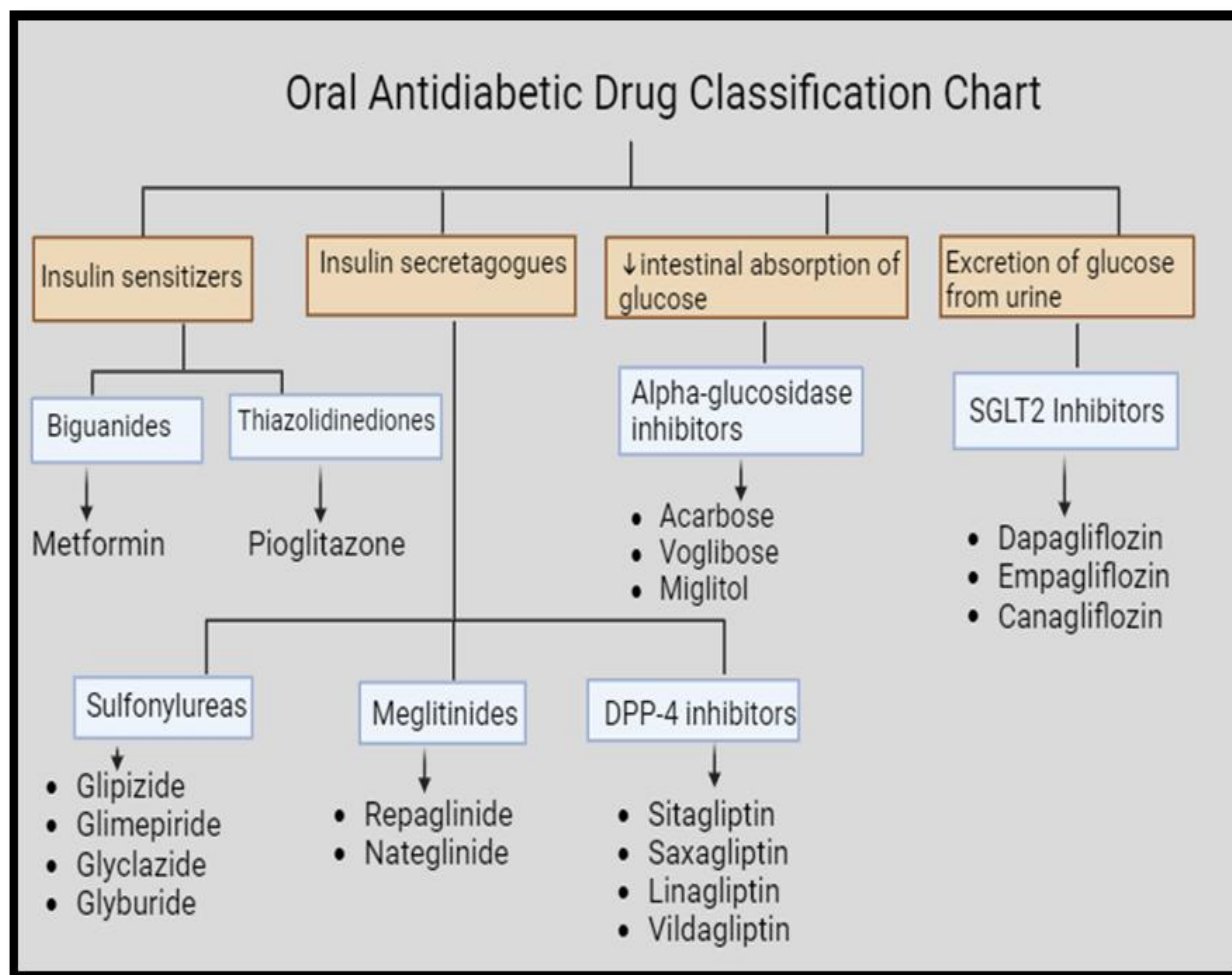 Oral Antidiabetic Drug Classification Chart
Insulin sensitizers
Insulin secretagogues
↓intestinal absorption of
glucose
Excretion of glucose
from urine
Biguanides
Thiazolidinediones
Alpha-glucosidase
inhibitors
SGLT2 Inhibitors
Metformin
Pioglitazone
• Acarbose
• Voglibose
• Miglitol
• Dapagliflozin
• Empagliflozin
• Canagliflozin
Sulfonylureas
Meglitinides
DPP-4 inhibitors
• Glipizide
• Glimepiride
• Glyclazide
• Glyburide
• Repaglinide
• Nateglinide
• Sitagliptin
• Saxagliptin
• Linagliptin
• Vildagliptin